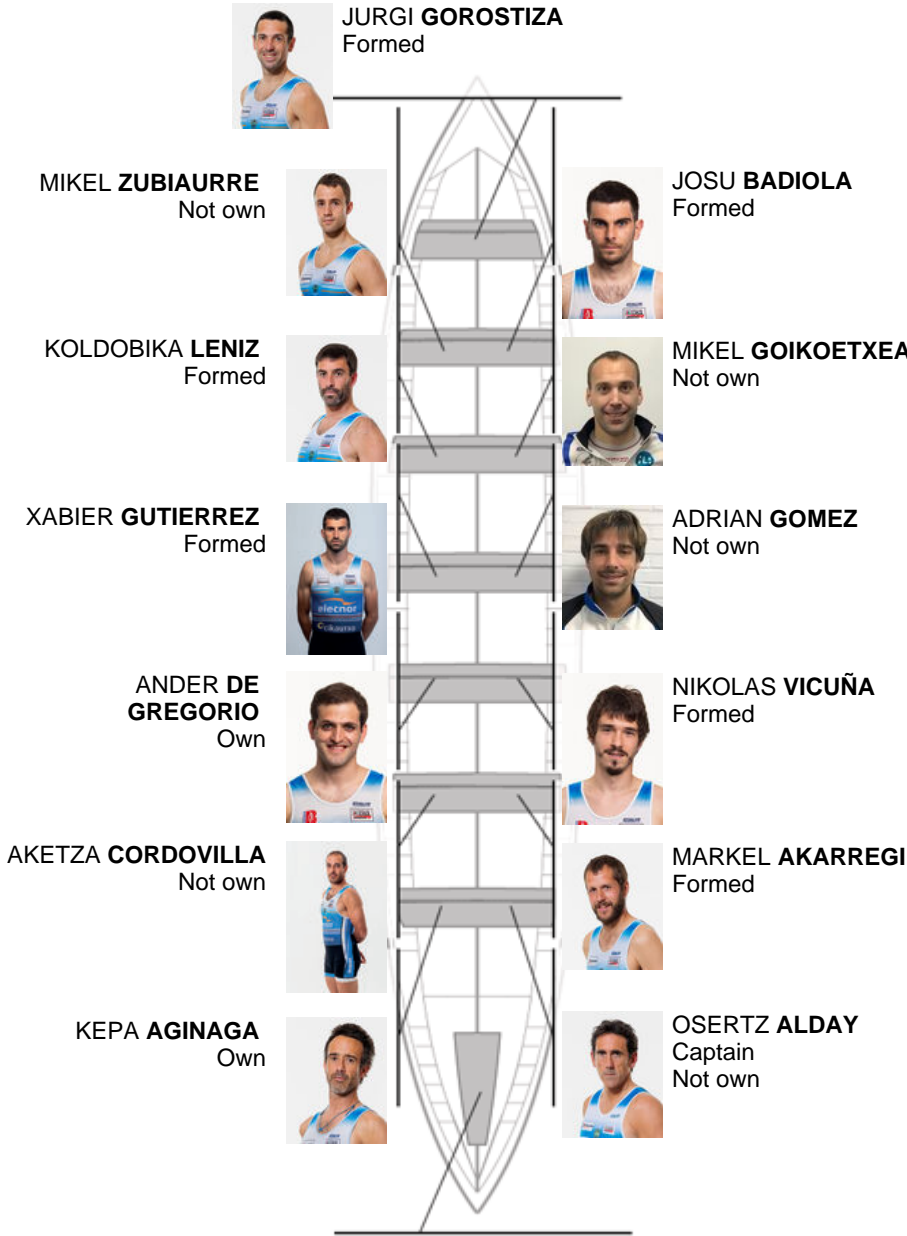 JURGI GOROSTIZA
Formed
MIKEL ZUBIAURRE
Not own
JOSU BADIOLA
Formed
KOLDOBIKA LENIZ
Formed
MIKEL GOIKOETXEA
Not own
XABIER GUTIERREZ
Formed
elecnor
cikautxo
ADRIAN GOMEZ
Not own
ANDER DE
GREGORIO
Own
NIKOLAS VICUÑA
Formed
AKETZA CORDOVILLA
Not own
MARKEL AKARREGI
Formed
KEPA AGINAGA
Own
OSERTZ ALDAY
Captain
Not own